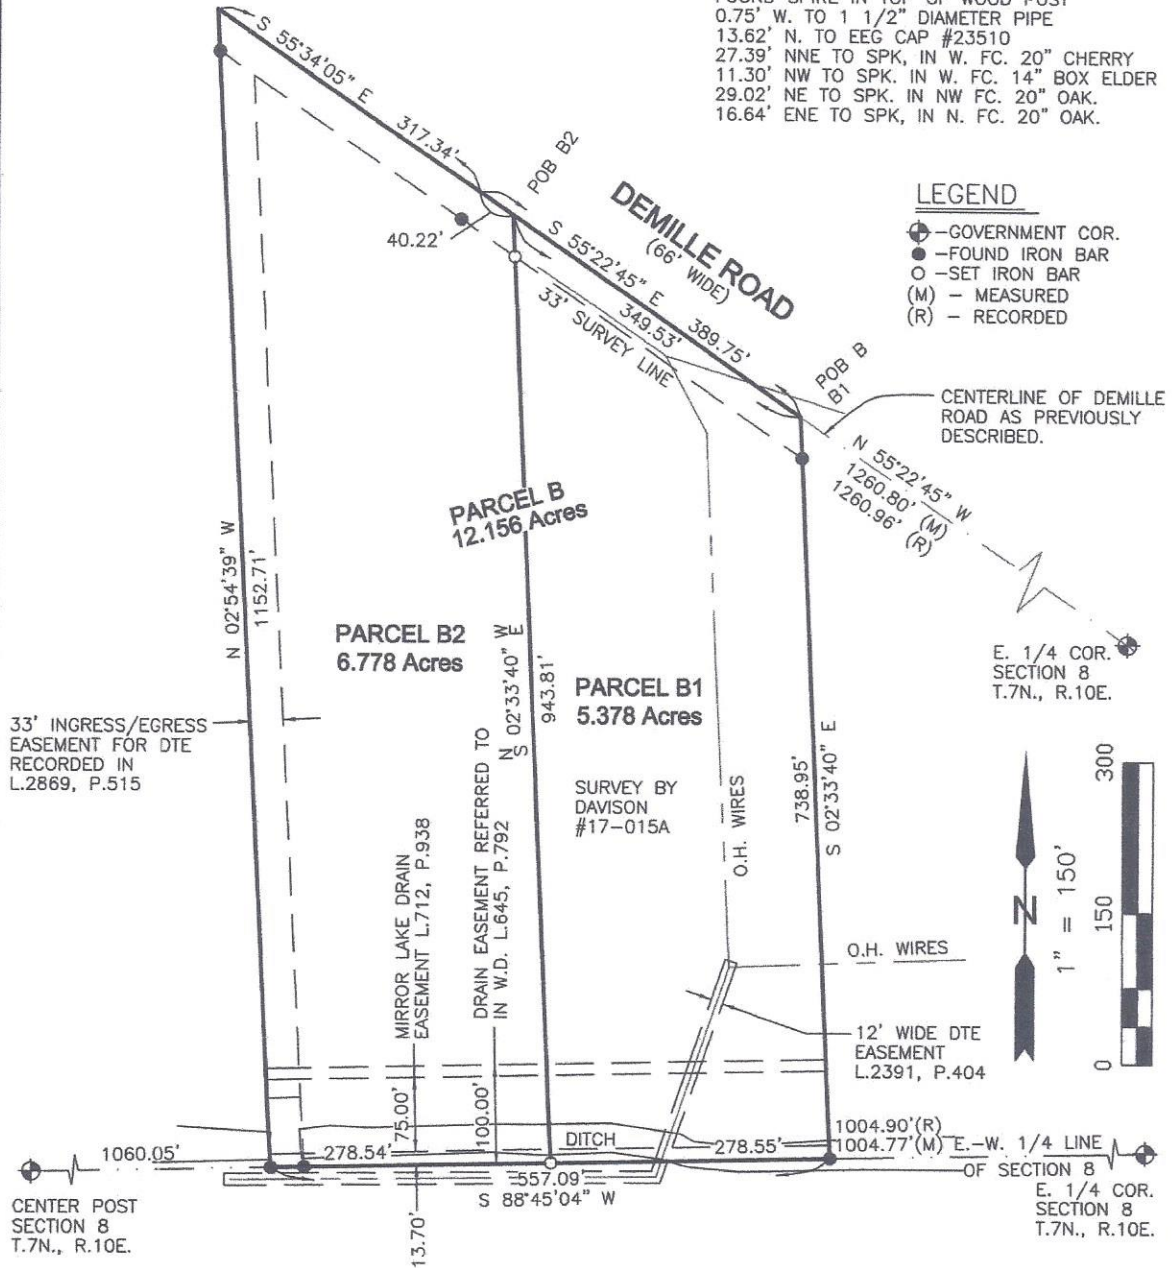 0.75' W. TO 1 1/2" DIAMETER PIPE
13.62' N. TO EEG CAP #23510
27.39' NNE TO SPK, IN W. FC. 20" CHERRY
11.30' NW TO SPK. IN W. FC. 14" BOX ELDER
29.02' NE TO SPK. IN NW FC. 20" OAK.
16.64' ENE TO SPK, IN N. FC. 20" OAK.
S 55°34'05" E
317.34'
POB B2
40.22'
DEMILLE ROAD
(66' WIDE)
S 55°22'45" E
349.53'
389.75'
33' SURVEY LINE
POB B
B1
LEGEND
-GOVERNMENT COR.
-FOUND IRON BAR
-SET IRON BAR
(M) - MEASURED
(R) - RECORDED
CENTERLINE OF DEMILLE
ROAD AS PREVIOUSLY
DESCRIBED.
N 55°22'45" W
1260.80' (M)
1260.96' (R)
E. 1/4 COR.
SECTION 8
T.7N., R.10E.
PARCEL B
12.156 Acres
N 02°54'39" W
1152.71'
PARCEL B2
6.778 Acres
N 02°33'40" W
S 02°33'40" E
943.81'
PARCEL B1
5.378 Acres
33' INGRESS/EGRESS
EASEMENT FOR DTE
RECORDED IN
L.2869, P.515
SURVEY BY
DAVISON
#17-015A
O.H. WIRES
738.95'
S 02°33'40" E
MIRROR LAKE DRAIN
EASEMENT L.712, P.938
DRAIN EASEMENT REFERRED TO
IN W.D. L.645, P.792
N
1" = 150'
300
150
0
O.H. WIRES
12' WIDE DTE
EASEMENT
L.2391, P.404
75.00'
100.00'
1060.05'
278.54'
DITCH
278.55'
1004.90'(R)
1004.77'(M)
E.-W. 1/4 LINE
OF SECTION 8
557.09'
S 88°45'04" W
13.70'
CENTER POST
SECTION 8
T.7N., R.10E.
E. 1/4 COR.
SECTION 8
T.7N., R.10E.